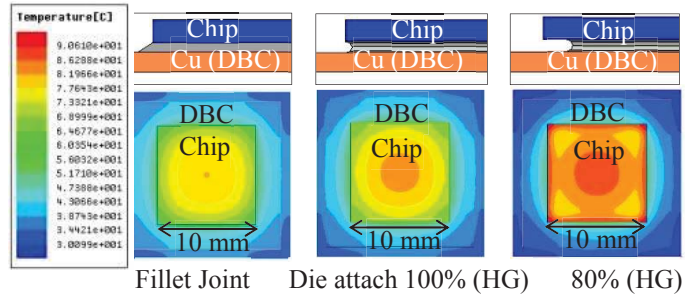 Temperature[C]
9.0610e+001
8.6288e+001
8.1966e+001
7.7643e+001
7.3321e+001
6.8999e+001
6.4677e+001
6.0354e+001
5.6032e+001
5.1710e+001
4.7388e+001
4.3066e+001
3.8743e+001
3.4421e+001
3.0099e+001
Chip
Cu (DBC)
Chip
Cu (DBC)
Chip
Cu (DBC)
DBC
Chip
10 mm
DBC
Chip
10 mm
DBC
Chip
10 mm
Fillet Joint
Die attach 100% (HG)
80% (HG)